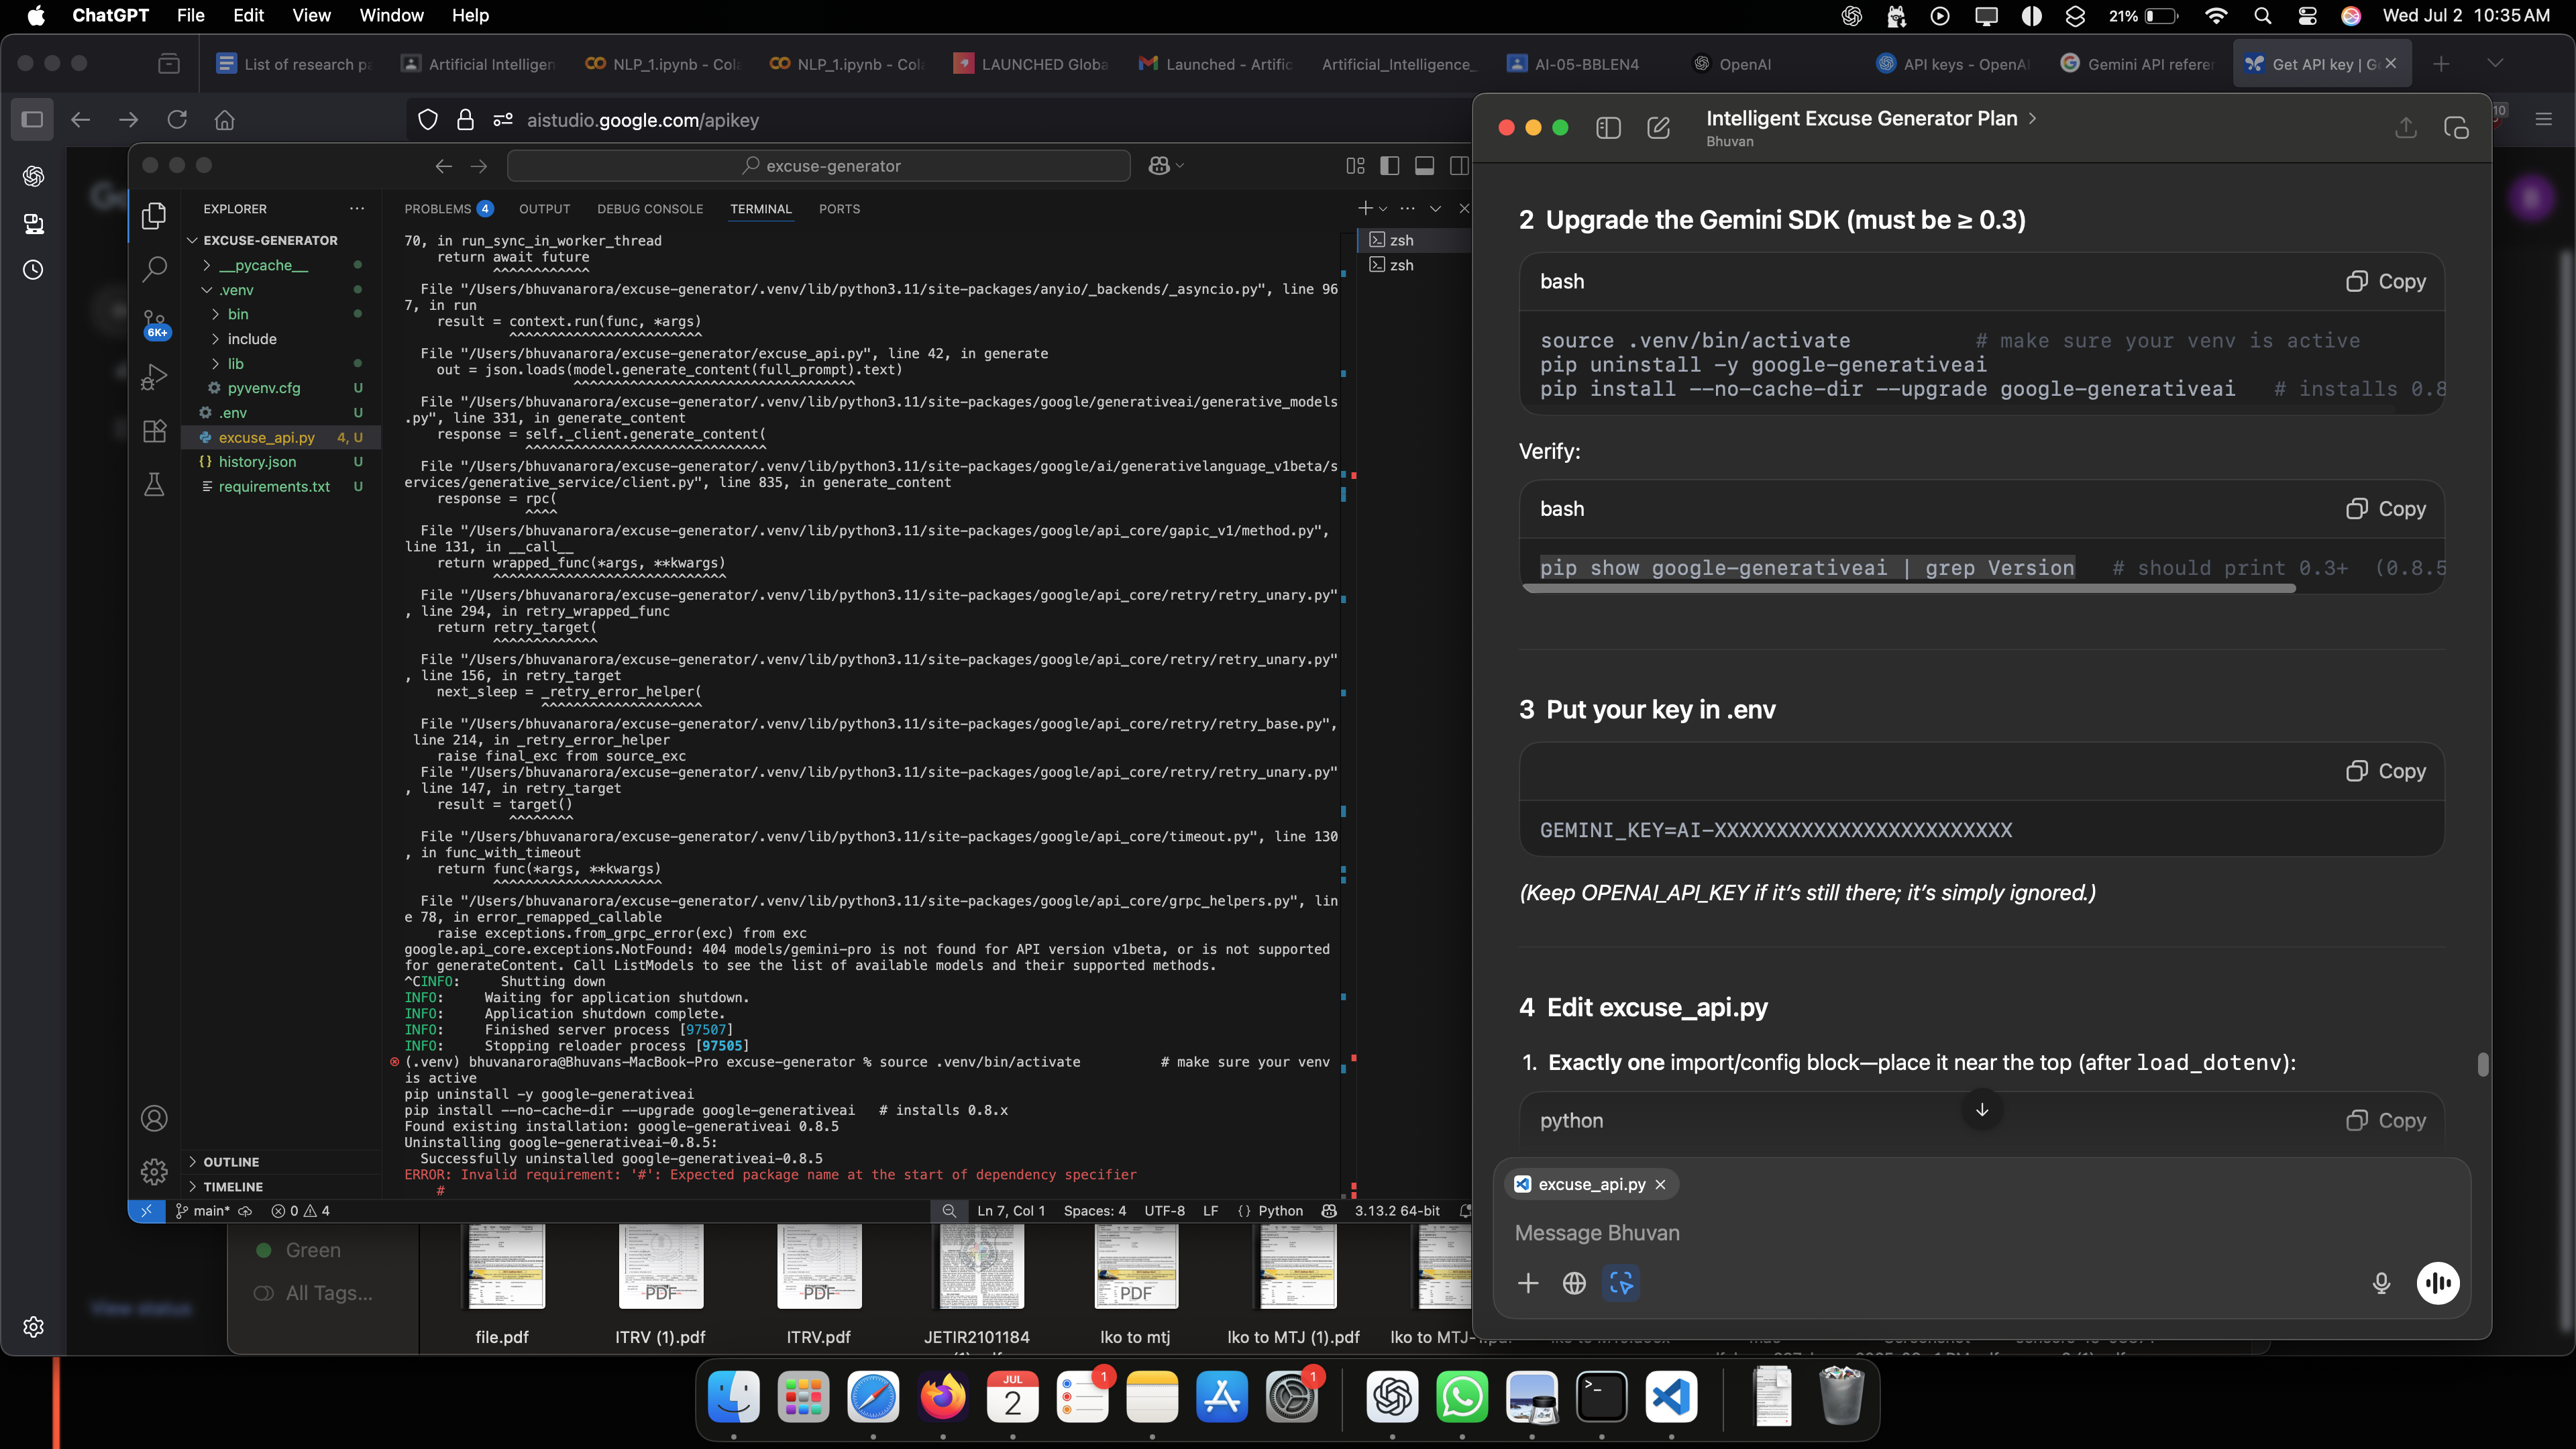 ChatGPT File Edit View Window Help
21% Wed Jul 2 10:35 AM
List of research pa
Artificial Intelligen
NLP_1.ipynb - Cola
NLP_1.ipynb - Cola
LAUNCHED Globa
Launched - Artific
Artificial_Intelligence_
AI-05-BBLEN4
OpenAI
API keys - OpenAI
Gemini API referen
Get API key | G
aistudio.google.com/apikey
10
excuse-generator
EXPLORER
EXCUSE-GENERATOR
__pycache__
.venv
bin
include
lib
pyvenv.cfg U
.env U
excuse_api.py 4, U
history.json U
requirements.txt U
6K+
OUTLINE
TIMELINE
PROBLEMS 4 OUTPUT DEBUG CONSOLE TERMINAL PORTS
zsh
zsh
70, in run_sync_in_worker_thread
return await future
^^^^^^^^^^^^
File "/Users/bhuvanarora/excuse-generator/.venv/lib/python3.11/site-packages/anyio/_backends/_asyncio.py", line 96
7, in run
result = context.run(func, *args)
^^^^^^^^^^^^^^^^^^^^^^^^
File "/Users/bhuvanarora/excuse-generator/excuse_api.py", line 42, in generate
out = json.loads(model.generate_content(full_prompt).text)
^^^^^^^^^^^^^^^^^^^^^^^^^^^^^^^^^^^
File "/Users/bhuvanarora/excuse-generator/.venv/lib/python3.11/site-packages/google/generativeai/generative_models
.py", line 331, in generate_content
response = self._client.generate_content(
^^^^^^^^^^^^^^^^^^^^^^^^^^^^^^
File "/Users/bhuvanarora/excuse-generator/.venv/lib/python3.11/site-packages/google/ai/generativelanguage_v1beta/s
ervices/generative_service/client.py", line 835, in generate_content
response = rpc(
^^^^
File "/Users/bhuvanarora/excuse-generator/.venv/lib/python3.11/site-packages/google/api_core/gapic_v1/method.py",
line 131, in __call__
return wrapped_func(*args, **kwargs)
^^^^^^^^^^^^^^^^^^^^^^^^^^^^^
File "/Users/bhuvanarora/excuse-generator/.venv/lib/python3.11/site-packages/google/api_core/retry/retry_unary.py"
, line 294, in retry_wrapped_func
return retry_target(
^^^^^^^^^^^^^
File "/Users/bhuvanarora/excuse-generator/.venv/lib/python3.11/site-packages/google/api_core/retry/retry_unary.py"
, line 156, in retry_target
next_sleep = _retry_error_helper(
^^^^^^^^^^^^^^^^^^^^
File "/Users/bhuvanarora/excuse-generator/.venv/lib/python3.11/site-packages/google/api_core/retry/retry_base.py",
line 214, in _retry_error_helper
raise final_exc from source_exc
File "/Users/bhuvanarora/excuse-generator/.venv/lib/python3.11/site-packages/google/api_core/retry/retry_unary.py"
, line 147, in retry_target
result = target()
^^^^^^^^
File "/Users/bhuvanarora/excuse-generator/.venv/lib/python3.11/site-packages/google/api_core/timeout.py", line 130
, in func_with_timeout
return func(*args, **kwargs)
^^^^^^^^^^^^^^^^^^^^^
File "/Users/bhuvanarora/excuse-generator/.venv/lib/python3.11/site-packages/google/api_core/grpc_helpers.py", lin
e 78, in error_remapped_callable
raise exceptions.from_grpc_error(exc) from exc
google.api_core.exceptions.NotFound: 404 models/gemini-pro is not found for API version v1beta, or is not supported
for generateContent. Call ListModels to see the list of available models and their supported methods.
^CINFO: Shutting down
INFO: Waiting for application shutdown.
INFO: Application shutdown complete.
INFO: Finished server process [97507]
INFO: Stopping reloader process [97505]
(.venv) bhuvanarora@Bhuvans-MacBook-Pro excuse-generator % source .venv/bin/activate # make sure your venv
is active
pip uninstall -y google-generativeai
pip install --no-cache-dir --upgrade google-generativeai # installs 0.8.x
Found existing installation: google-generativeai 0.8.5
Uninstalling google-generativeai-0.8.5:
Successfully uninstalled google-generativeai-0.8.5
ERROR: Invalid requirement: '#': Expected package name at the start of dependency specifier
#
main* 0 4 Ln 7, Col 1 Spaces: 4 UTF-8 LF {} Python 3.13.2 64-bit
Intelligent Excuse Generator Plan >
Bhuvan
2 Upgrade the Gemini SDK (must be ≥ 0.3)
bash Copy
source .venv/bin/activate # make sure your venv is active
pip uninstall -y google-generativeai
pip install --no-cache-dir --upgrade google-generativeai # installs 0.8
Verify:
bash Copy
pip show google-generativeai | grep Version # should print 0.3+ (0.8.5
3 Put your key in .env
Copy
GEMINI_KEY=AI-XXXXXXXXXXXXXXXXXXXXXXXX
(Keep OPENAI_API_KEY if it's still there; it's simply ignored.)
4 Edit excuse_api.py
1. Exactly one import/config block—place it near the top (after load_dotenv):
python Copy
excuse_api.py
Message Bhuvan
View status
Green
All Tags...
PDF
PDF
PDF
file.pdf
ITRV (1).pdf
ITRV.pdf
JETIR2101184
lko to mtj
lko to MTJ (1).pdf
lko to MTJ-
JUL
2
1
1